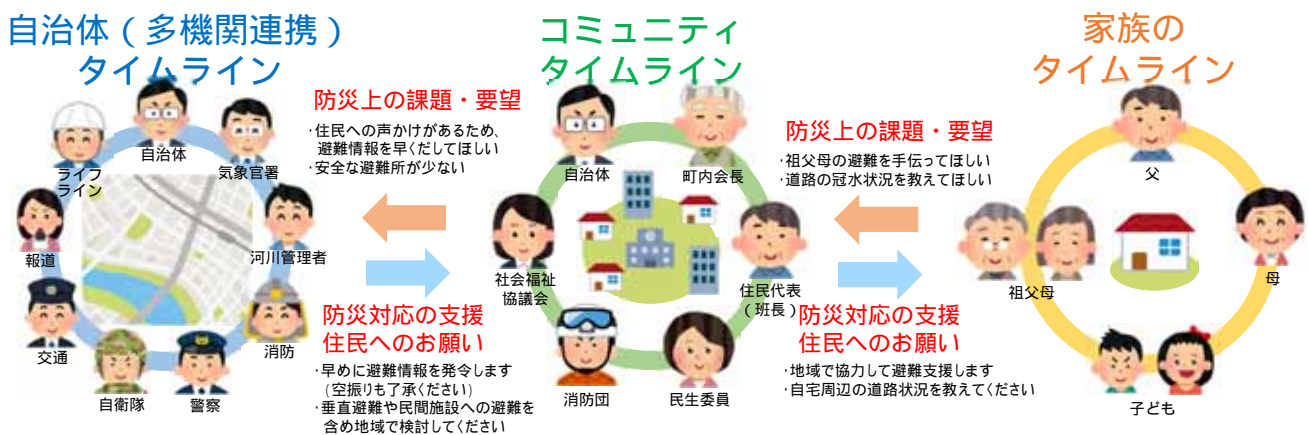 自治体(多機関連携)
タイムライン
ライフ
ライン
自治体
気象官署
報道
河川管理者
交通
消防
自衛隊
警察
防災上の課題・要望
・住民への声かけがあるため、
避難情報を早くだしてほしい
・安全な避難所が少ない
防災対応の支援
住民へのお願い
・早めに避難情報を発令します
(空振りも了承ください)
・垂直避難や民間施設への避難を
含め地域で検討してください
コミュニティ
タイムライン
自治体
町内会長
社会福祉
協議会
住民代表
(班長)
消防団
民生委員
防災上の課題・要望
・祖父母の避難を手伝ってほしい
・道路の冠水状況を教えてほしい
防災対応の支援
住民へのお願い
・地域で協力して避難支援します
・自宅周辺の道路状況を教えてください
家族の
タイムライン
父
祖父母
母
子ども